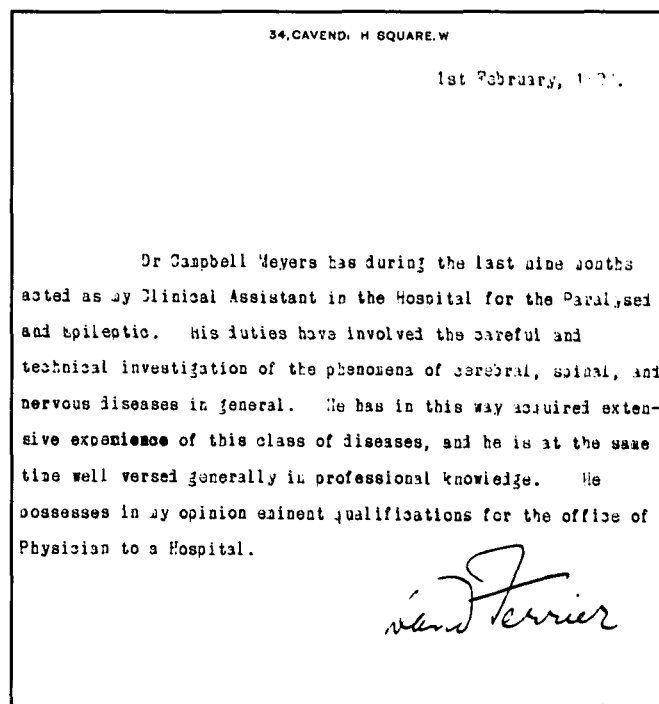 34, CAVENDISH SQUARE. W
1st February,
Dr Campbell Meyers has during the last nine months
acted as my Clinical Assistant in the Hospital for the Paralysed
and Epileptic. His duties have involved the careful and
technical investigation of the phenomena of cerebral, spinal, and
nervous diseases in general. He has in this way acquired exten-
sive experience of this class of diseases, and he is at the same
time well versed generally in professional knowledge. He
possesses in my opinion eminent qualifications for the office of
Physician to a Hospital.
David Ferrier